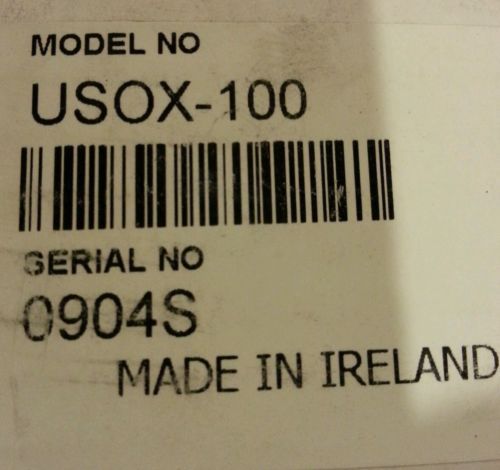 MODEL NO
USOX-100
SERIAL NO
0904S
MADE IN IRELAND